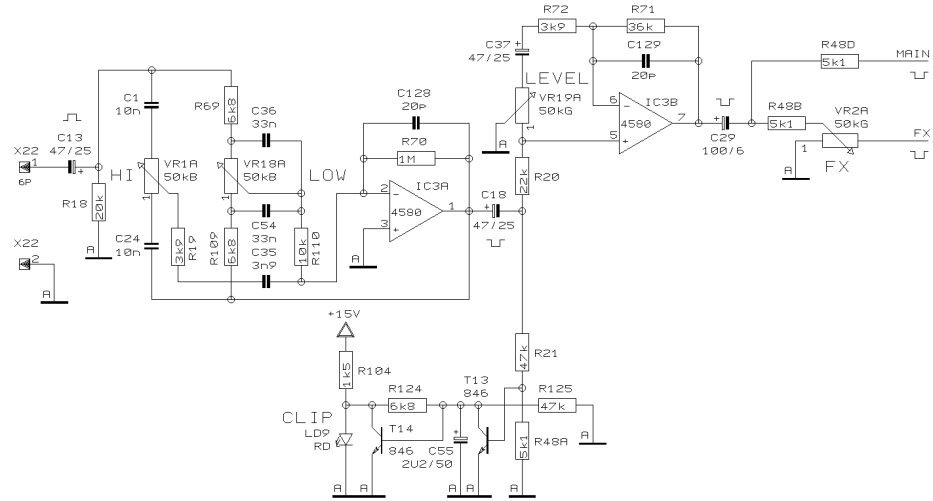 R72
3k9
R71
36k
C37
+
47/25
C129
20p
R48D
5k1
MAIN
LEVEL
VR19A
50kG
1
A
6
−
5
+
4580
IC3B
7
+
C29
100/6
R48B
5k1
VR2A
50kG
1
FX
FX
A
C1
10n
R69
6k8
C36
33n
C128
20p
C13
47/25
+
X22
1
6P
HI
VR1A
50kB
1
VR18A
50kB
1
LOW
R70
1M
IC3A
2
−
3
+
4580
1
C18
+
47/25
22k
R20
R18
20k
A
C24
10n
3k9
R19
R109
6k8
C54
33n
C35
3n9
10k
R110
A
X22
2
A
+15V
1k5
R104
47k
R21
T13
846
R124
6k8
R125
47k
A
CLIP
LD9
RD
T14
846
+
C55
2U2/50
5k1
R48A
A
A
A
A
A